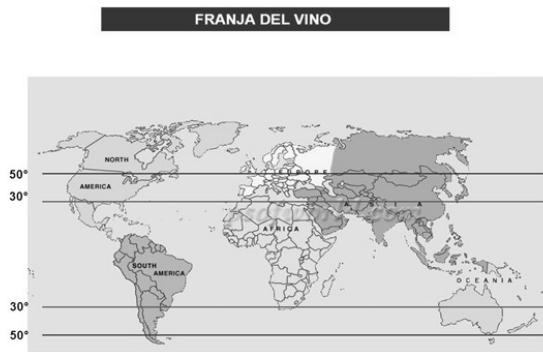 FRANJA DEL VINO
NORTH
AMERICA
EUROPE
ASIA
AFRICA
SOUTH
AMERICA
OCEANIA
50°
30°
30°
50°